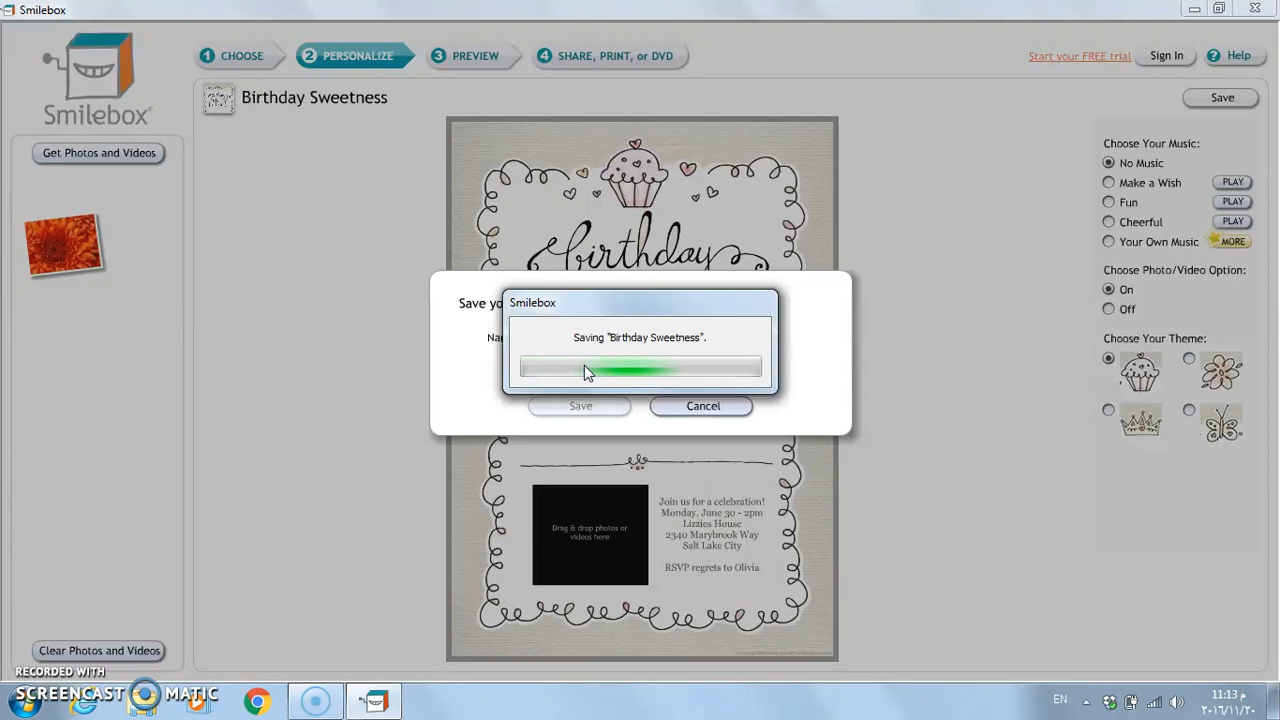 Smilebox
1 CHOOSE
2 PERSONALIZE
3 PREVIEW
4 SHARE, PRINT, or DVD
Start your FREE trial
Sign In
? Help
Smilebox
Birthday Sweetness
Save
Get Photos and Videos
birthday
Smilebox
Saving "Birthday Sweetness".
Save
Cancel
Drag & drop photos or
videos here
Join us for a celebration!
Monday, June 30 - 2pm
Lizzies House
2340 Marybrook Way
Salt Lake City
RSVP regrets to Olivia
Choose Your Music:
No Music
Make a Wish PLAY
Fun PLAY
Cheerful PLAY
Your Own Music MORE
Choose Photo/Video Option:
On
Off
Choose Your Theme:
Clear Photos and Videos
RECORDED WITH
SCREENCAST MATIC
EN
11:13 م
٢٠١٦/١١/٢٠